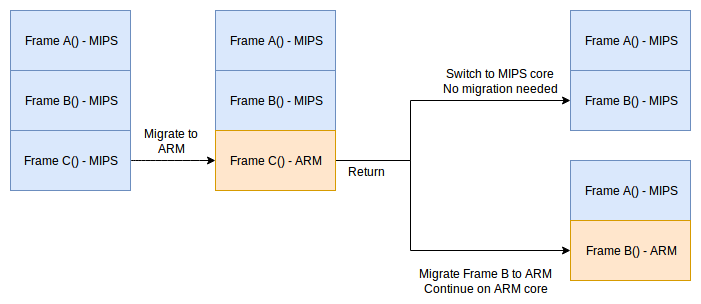 Frame A() - MIPS
Frame B() - MIPS
Frame C() - MIPS
Migrate to
ARM
Frame A() - MIPS
Frame B() - MIPS
Frame C() - ARM
Return
Switch to MIPS core
No migration needed
Frame A() - MIPS
Frame B() - MIPS
Migrate Frame B to ARM
Continue on ARM core
Frame A() - MIPS
Frame B() - ARM